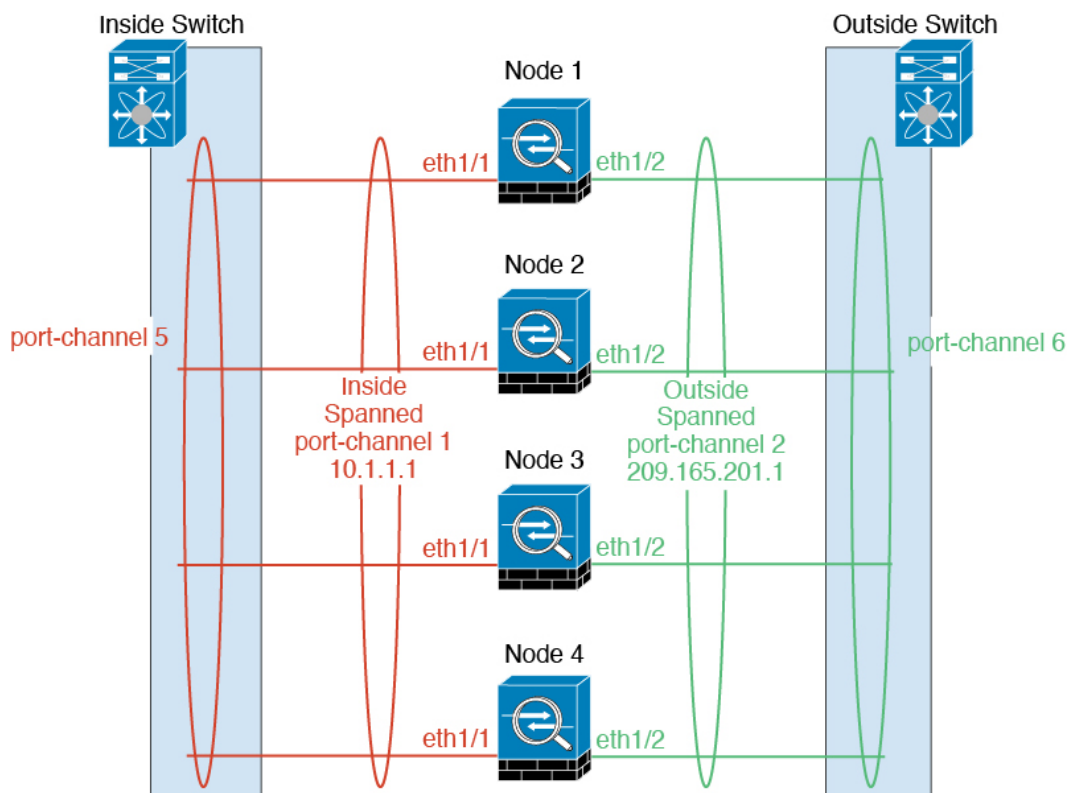 Inside Switch
Outside Switch
Node 1
eth1/1
eth1/2
Node 2
port-channel 5
eth1/1
eth1/2
port-channel 6
Inside
Spanned
port-channel 1
10.1.1.1
Outside
Spanned
port-channel 2
209.165.201.1
Node 3
eth1/1
eth1/2
Node 4
eth1/1
eth1/2